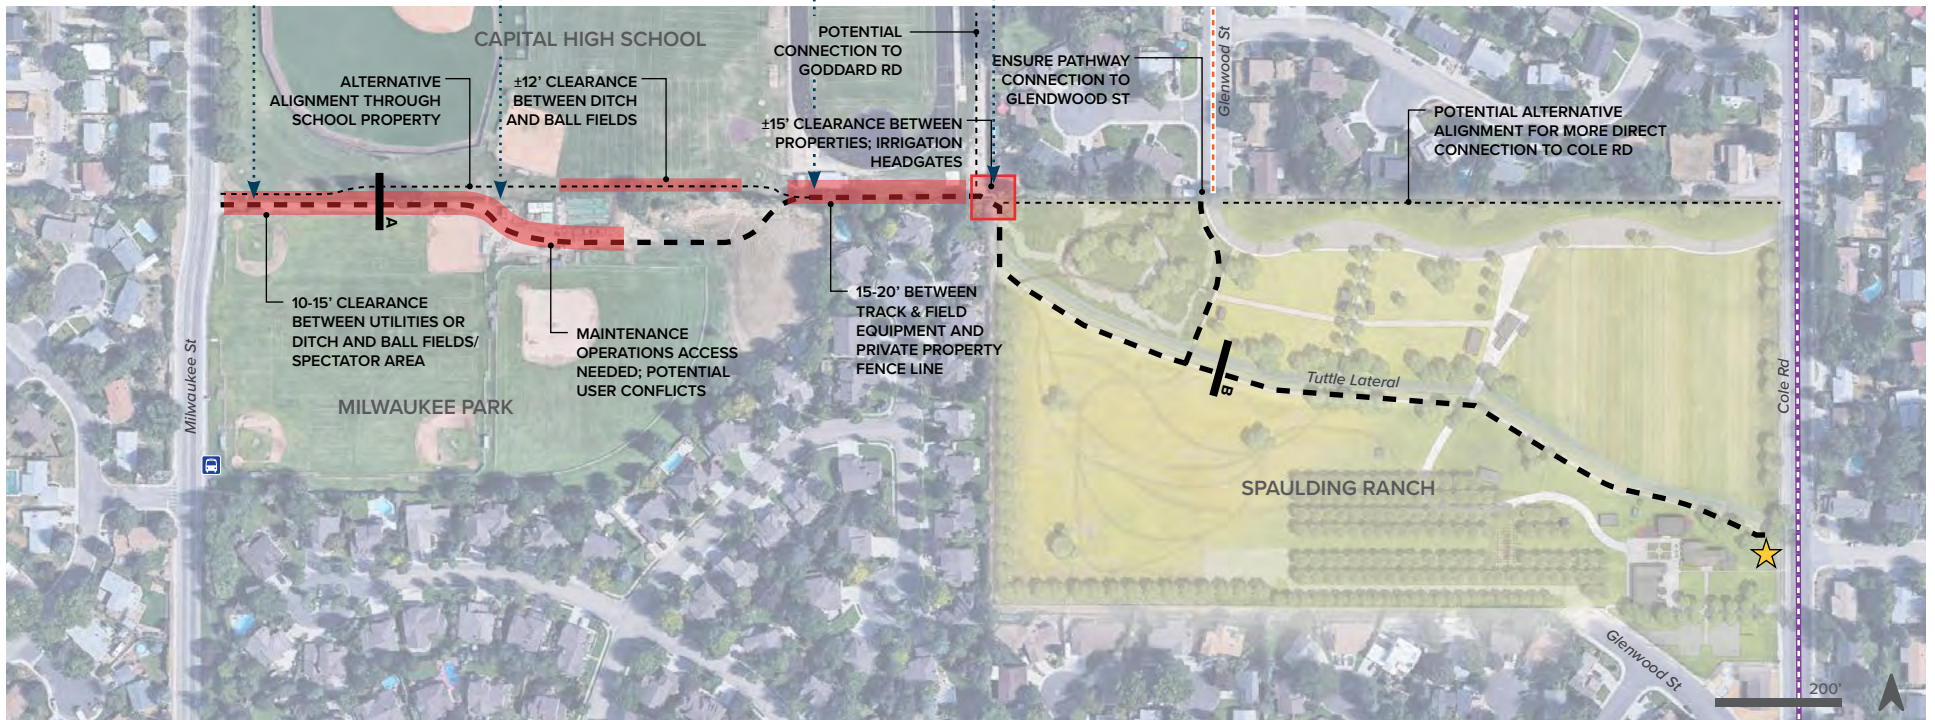 CAPITAL HIGH SCHOOL
ALTERNATIVE
ALIGNMENT THROUGH
SCHOOL PROPERTY
±12’ CLEARANCE
BETWEEN DITCH
AND BALL FIELDS
POTENTIAL
CONNECTION TO
GODDARD RD
±15’ CLEARANCE BETWEEN
PROPERTIES; IRRIGATION
HEADGATES
ENSURE PATHWAY
CONNECTION TO
GLENDWOOD ST
Glenwood St
POTENTIAL ALTERNATIVE
ALIGNMENT FOR MORE DIRECT
CONNECTION TO COLE RD
A
10-15’ CLEARANCE
BETWEEN UTILITIES OR
DITCH AND BALL FIELDS/
SPECTATOR AREA
MAINTENANCE
OPERATIONS ACCESS
NEEDED; POTENTIAL
USER CONFLICTS
15-20’ BETWEEN
TRACK & FIELD
EQUIPMENT AND
PRIVATE PROPERTY
FENCE LINE
Milwaukee St
MILWAUKEE PARK
B
Tuttle Lateral
Cole Rd
SPAULDING RANCH
Glenwood St
200’